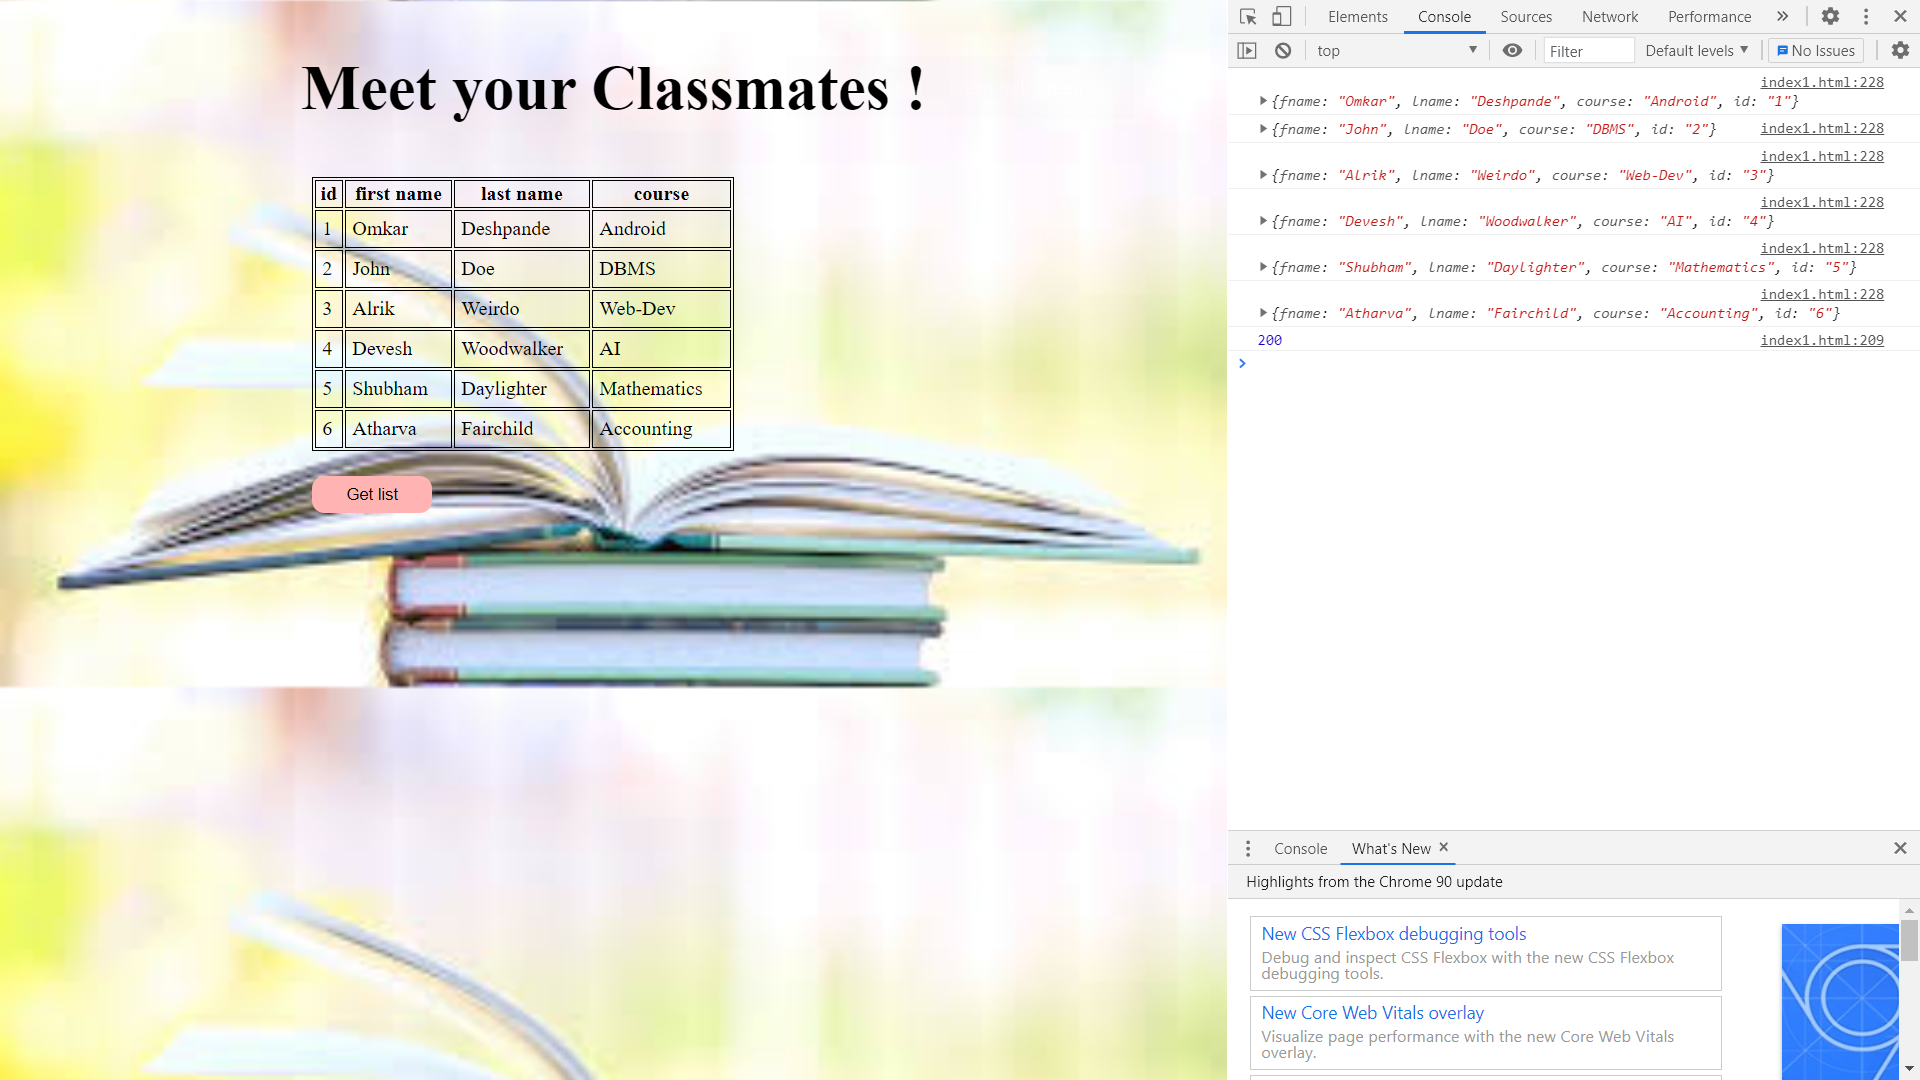 Meet your Classmates !
id first name last name course
1 Omkar Deshpande Android
2 John Doe DBMS
3 Alrik Weirdo Web-Dev
4 Devesh Woodwalker AI
5 Shubham Daylighter Mathematics
6 Atharva Fairchild Accounting
Get list
Elements Console Sources Network Performance
top Filter Default levels No Issues
index1.html:228
{fname: "Omkar", lname: "Deshpande", course: "Android", id: "1"}
{fname: "John", lname: "Doe", course: "DBMS", id: "2"} index1.html:228
index1.html:228
{fname: "Alrik", lname: "Weirdo", course: "Web-Dev", id: "3"}
index1.html:228
{fname: "Devesh", lname: "Woodwalker", course: "AI", id: "4"}
index1.html:228
{fname: "Shubham", lname: "Daylighter", course: "Mathematics", id: "5"}
index1.html:228
{fname: "Atharva", lname: "Fairchild", course: "Accounting", id: "6"}
200 index1.html:209
Console What's New
Highlights from the Chrome 90 update
New CSS Flexbox debugging tools
Debug and inspect CSS Flexbox with the new CSS Flexbox
debugging tools.
New Core Web Vitals overlay
Visualize page performance with the new Core Web Vitals
overlay.